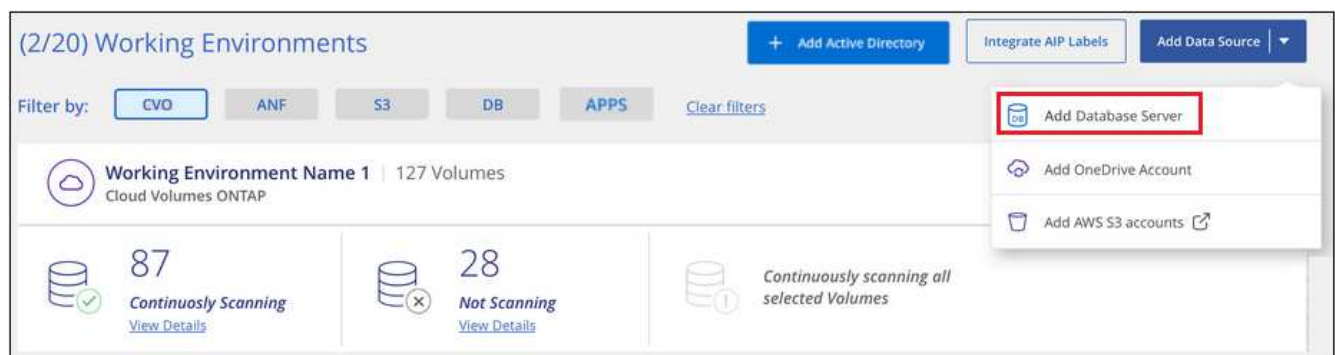 (2/20) Working Environments
+ Add Active Directory
Integrate AIP Labels
Add Data Source
Filter by:
CVO
ANF
S3
DB
APPS
Clear filters
DB
Add Database Server
Add OneDrive Account
Add AWS S3 accounts
Working Environment Name 1 | 127 Volumes
Cloud Volumes ONTAP
87
Continuosly Scanning
View Details
28
Not Scanning
View Details
Continuously scanning all
selected Volumes